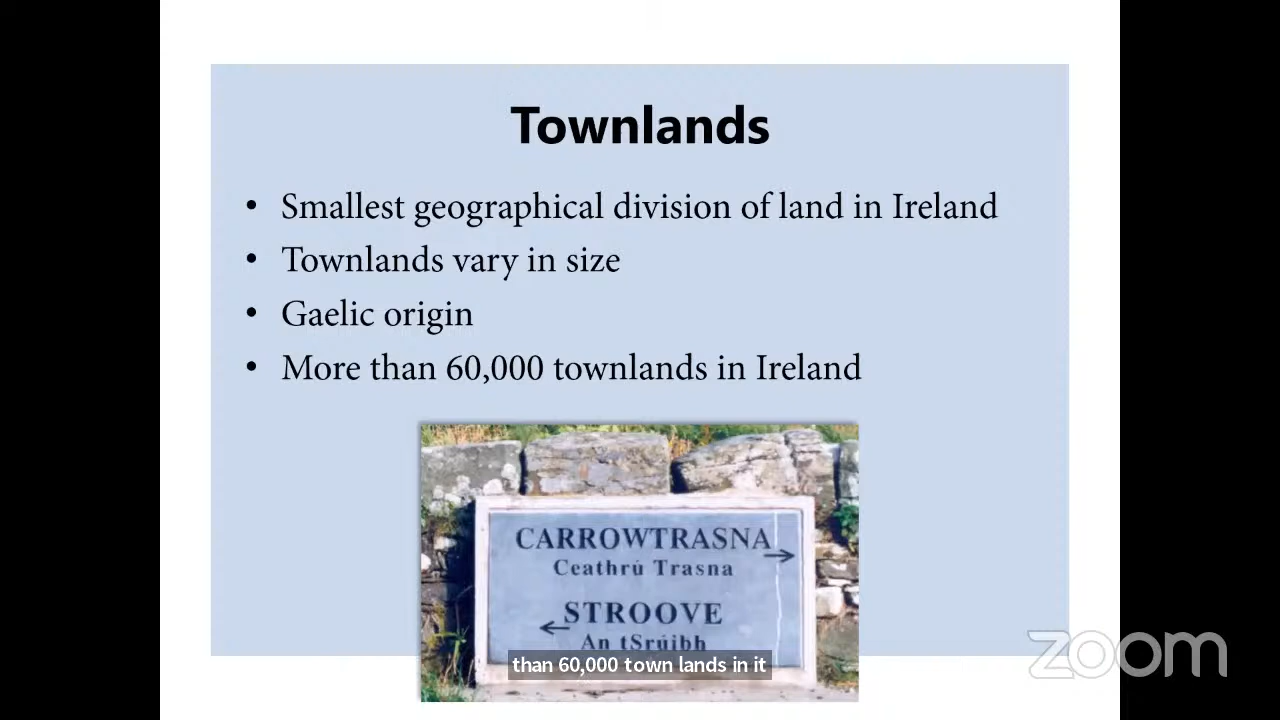 Townlands
• Smallest geographical division of land in Ireland
• Townlands vary in size
• Gaelic origin
• More than 60,000 townlands in Ireland
CARROWTRASNA
Ceathrú Trasna
STROOVE
An tSrúibh
than 60,000 town lands in it
zoom